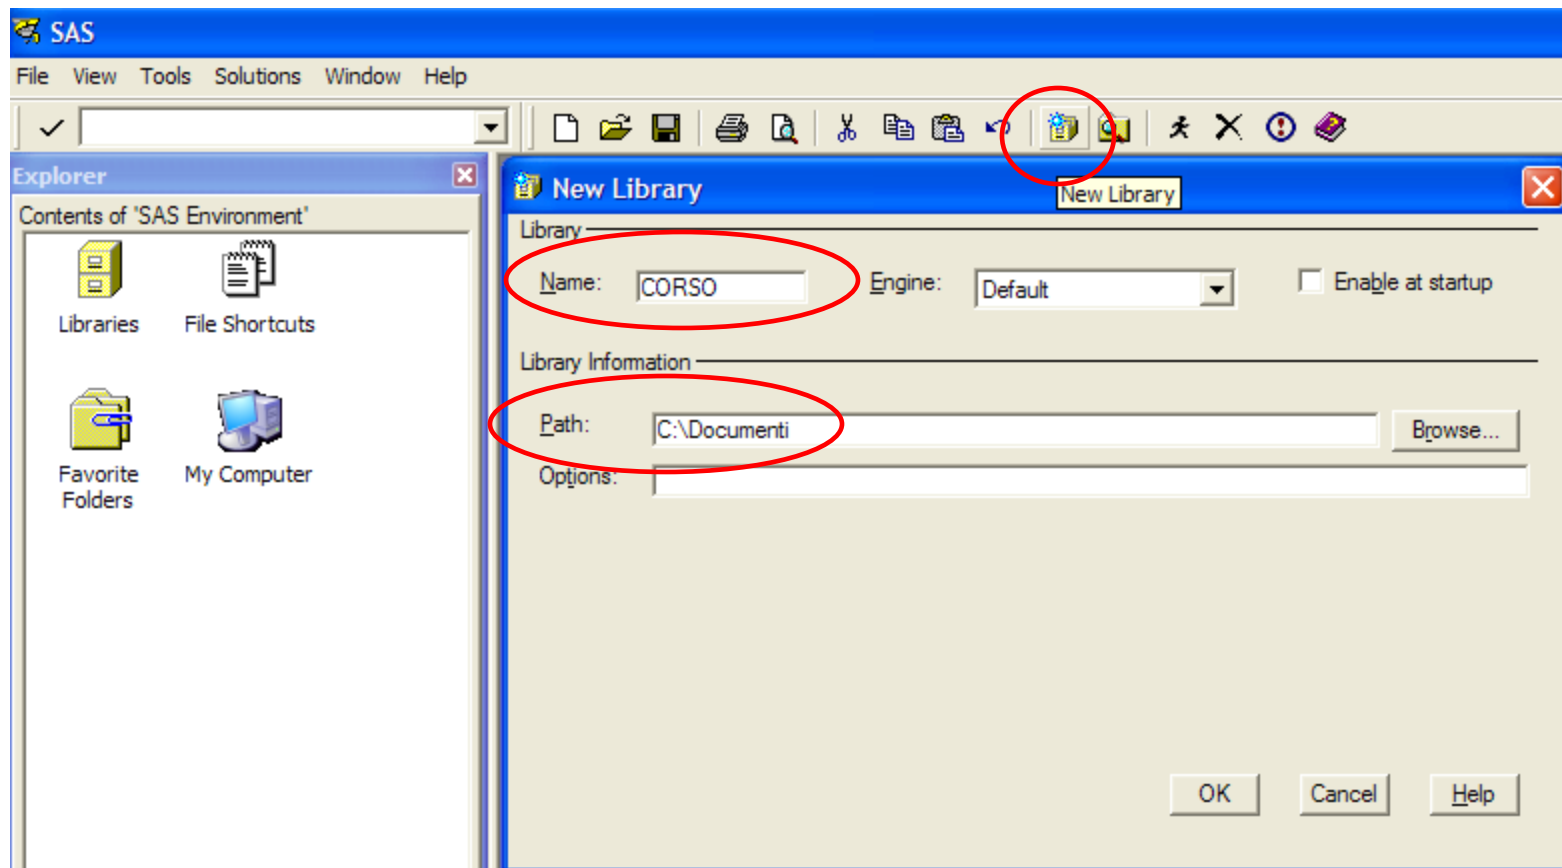 SAS
File View Tools Solutions Window Help
Explorer
Contents of 'SAS Environment'
Libraries
File Shortcuts
Favorite
Folders
My Computer
New Library
New Library
Library
Name: CORSO Engine: Default Enable at startup
Library Information
Path: C:\Documenti Browse...
Options:
OK Cancel Help